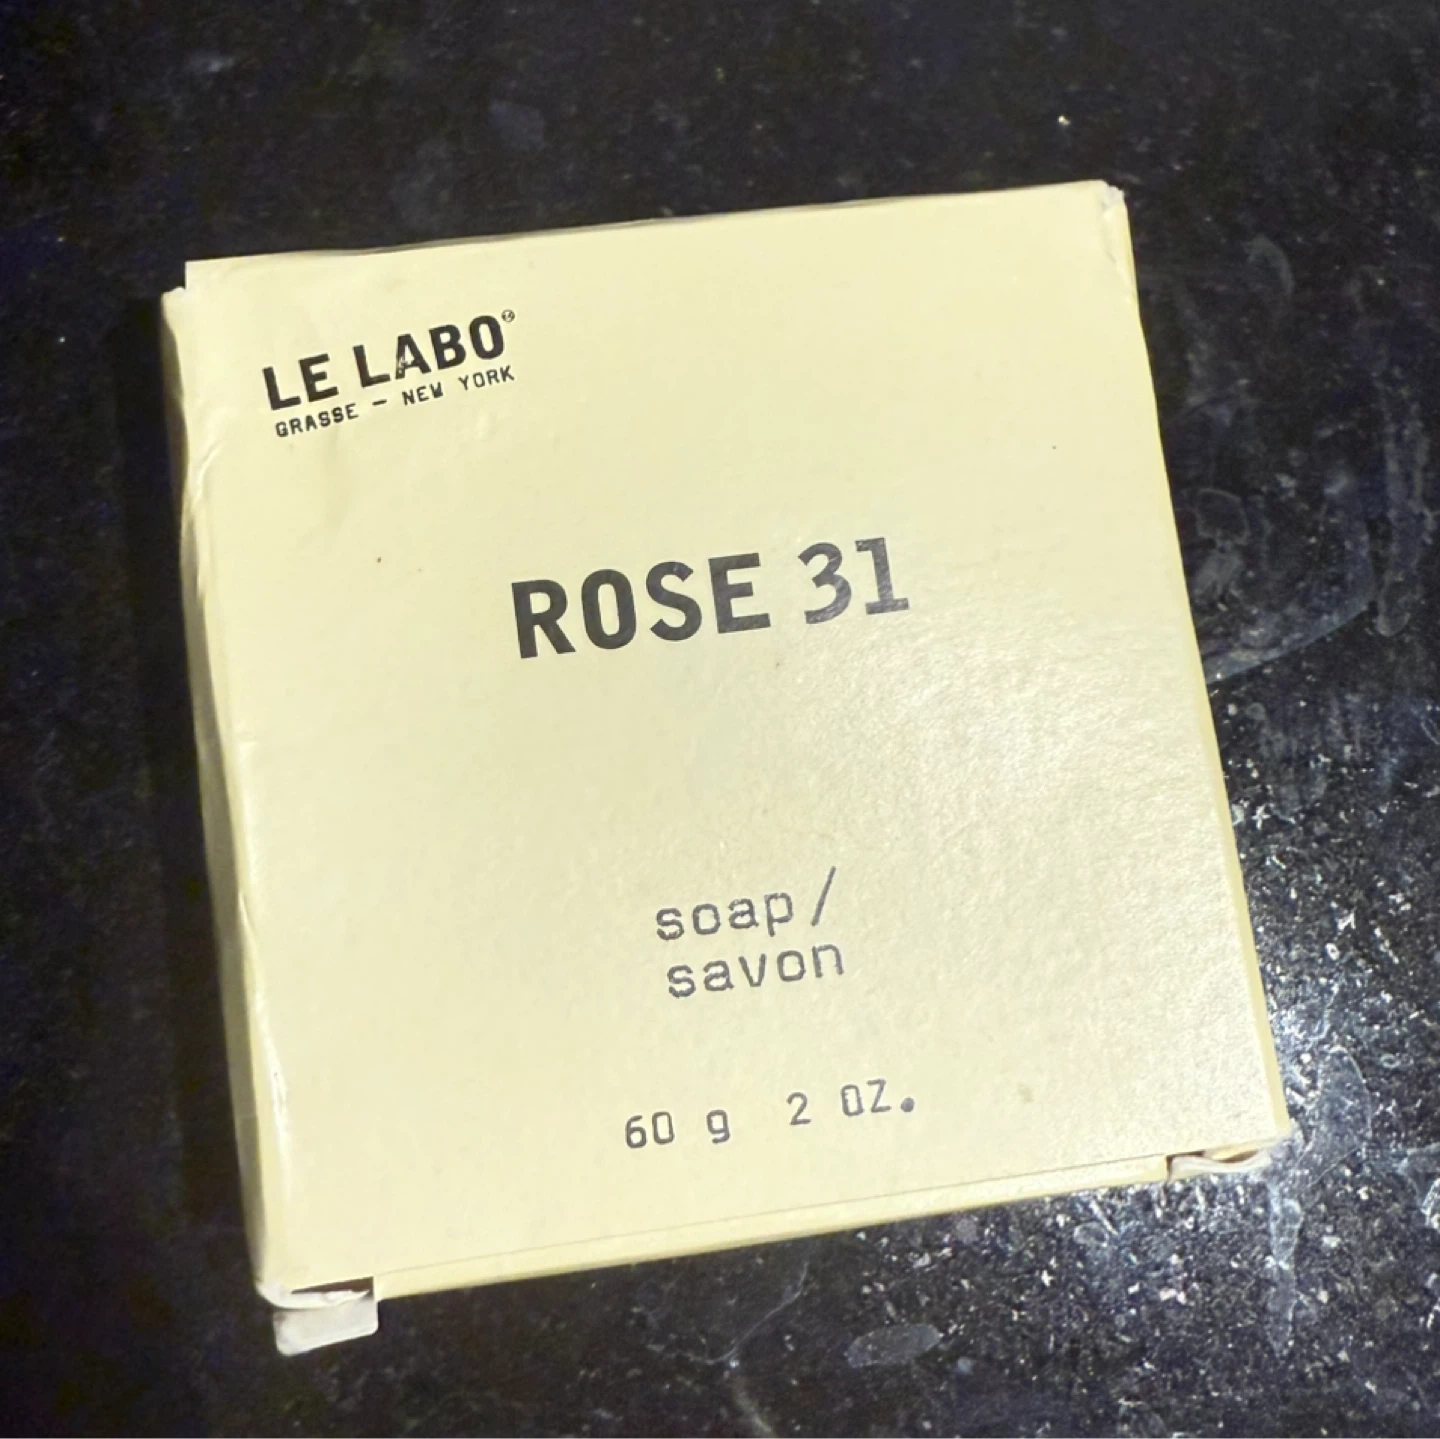 LE LABO®
GRASSE - NEW YORK
ROSE 31
soap/
savon
60 g 2 OZ.